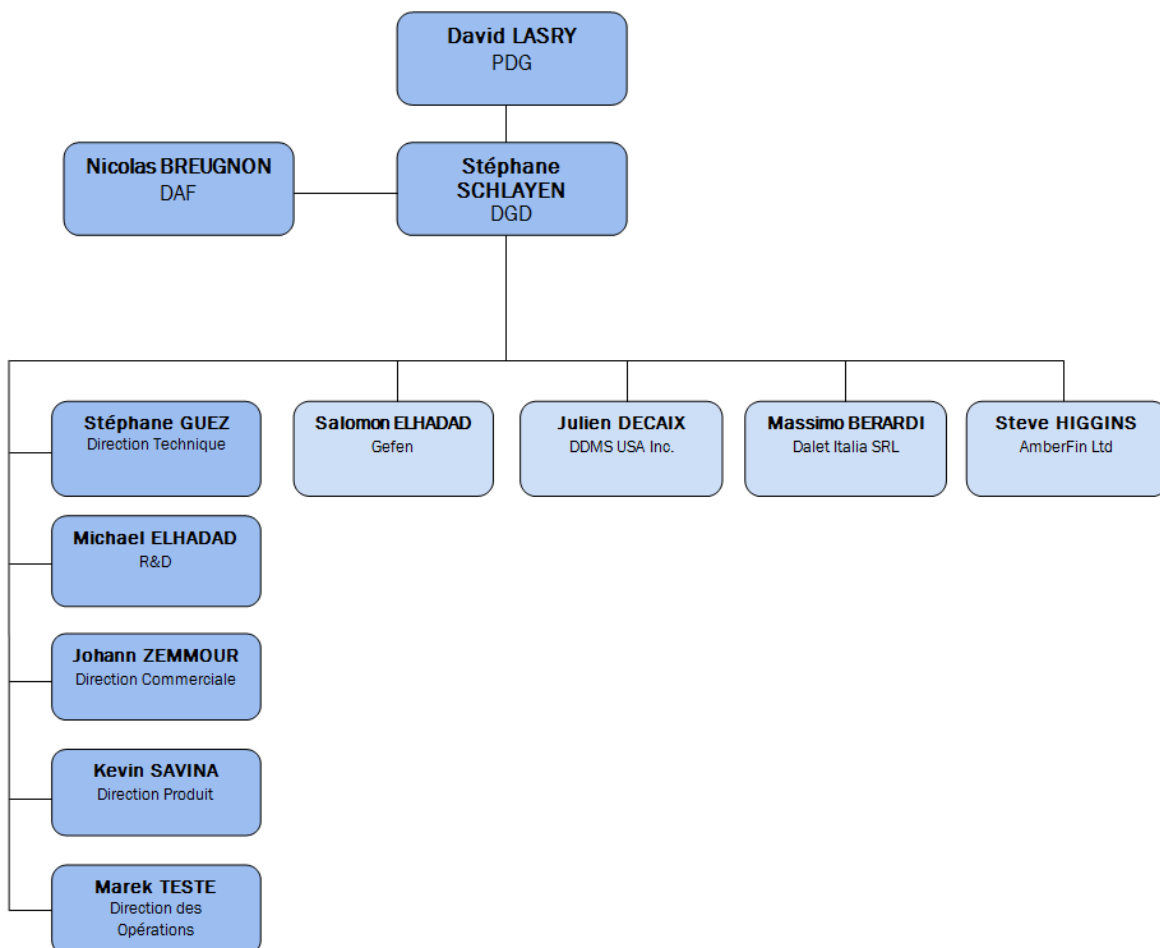 David LASRY
PDG
Nicolas BREUGNON
DAF
Stéphane
SCHLAYEN
DGD
Stéphane GUEZ
Direction Technique
Salomon ELHADAD
Gefen
Julien DECAIX
DDMS USA Inc.
Massimo BERARDI
Dalet Italia SRL
Steve HIGGINS
AmberFin Ltd
Michael ELHADAD
R&D
Johann ZEMMOUR
Direction Commerciale
Kevin SAVINA
Direction Produit
Marek TESTE
Direction des
Opérations